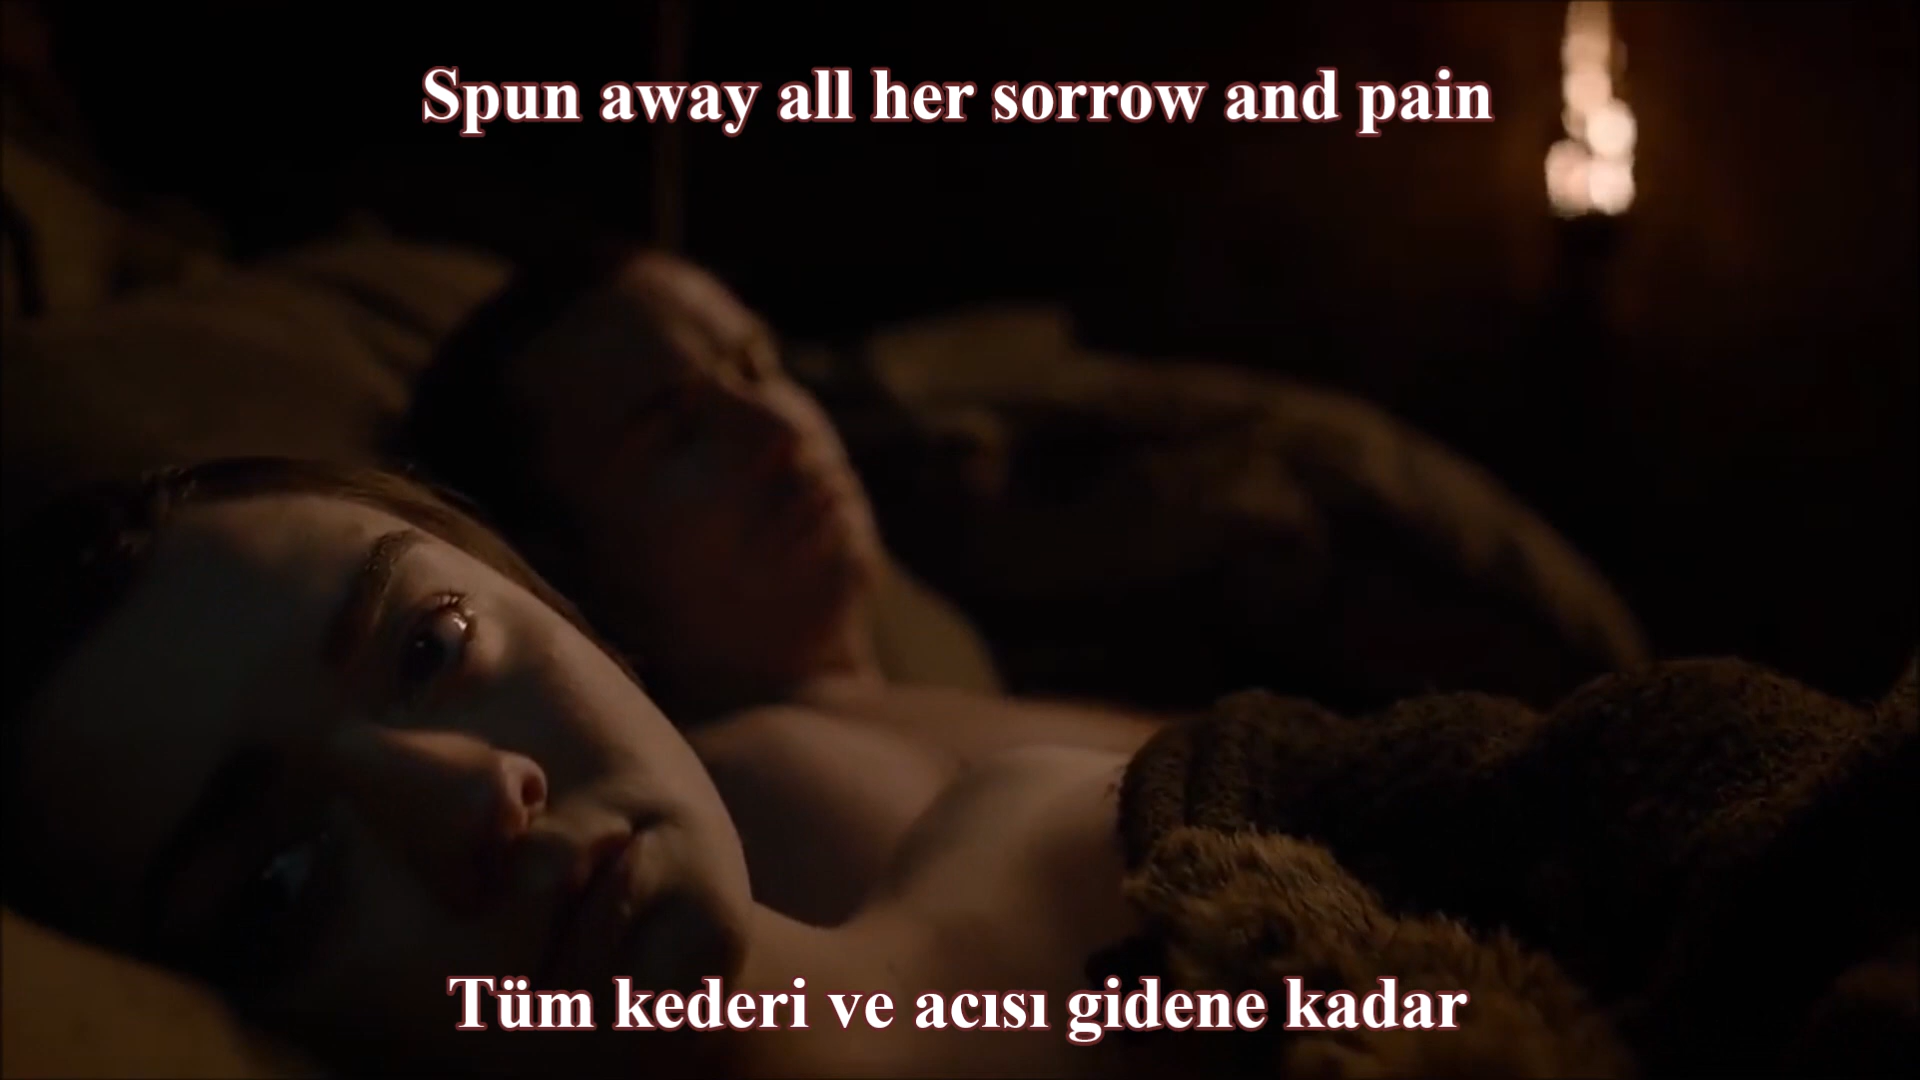 Spun away all her sorrow and pain
Tüm kederi ve acısı gidene kadar